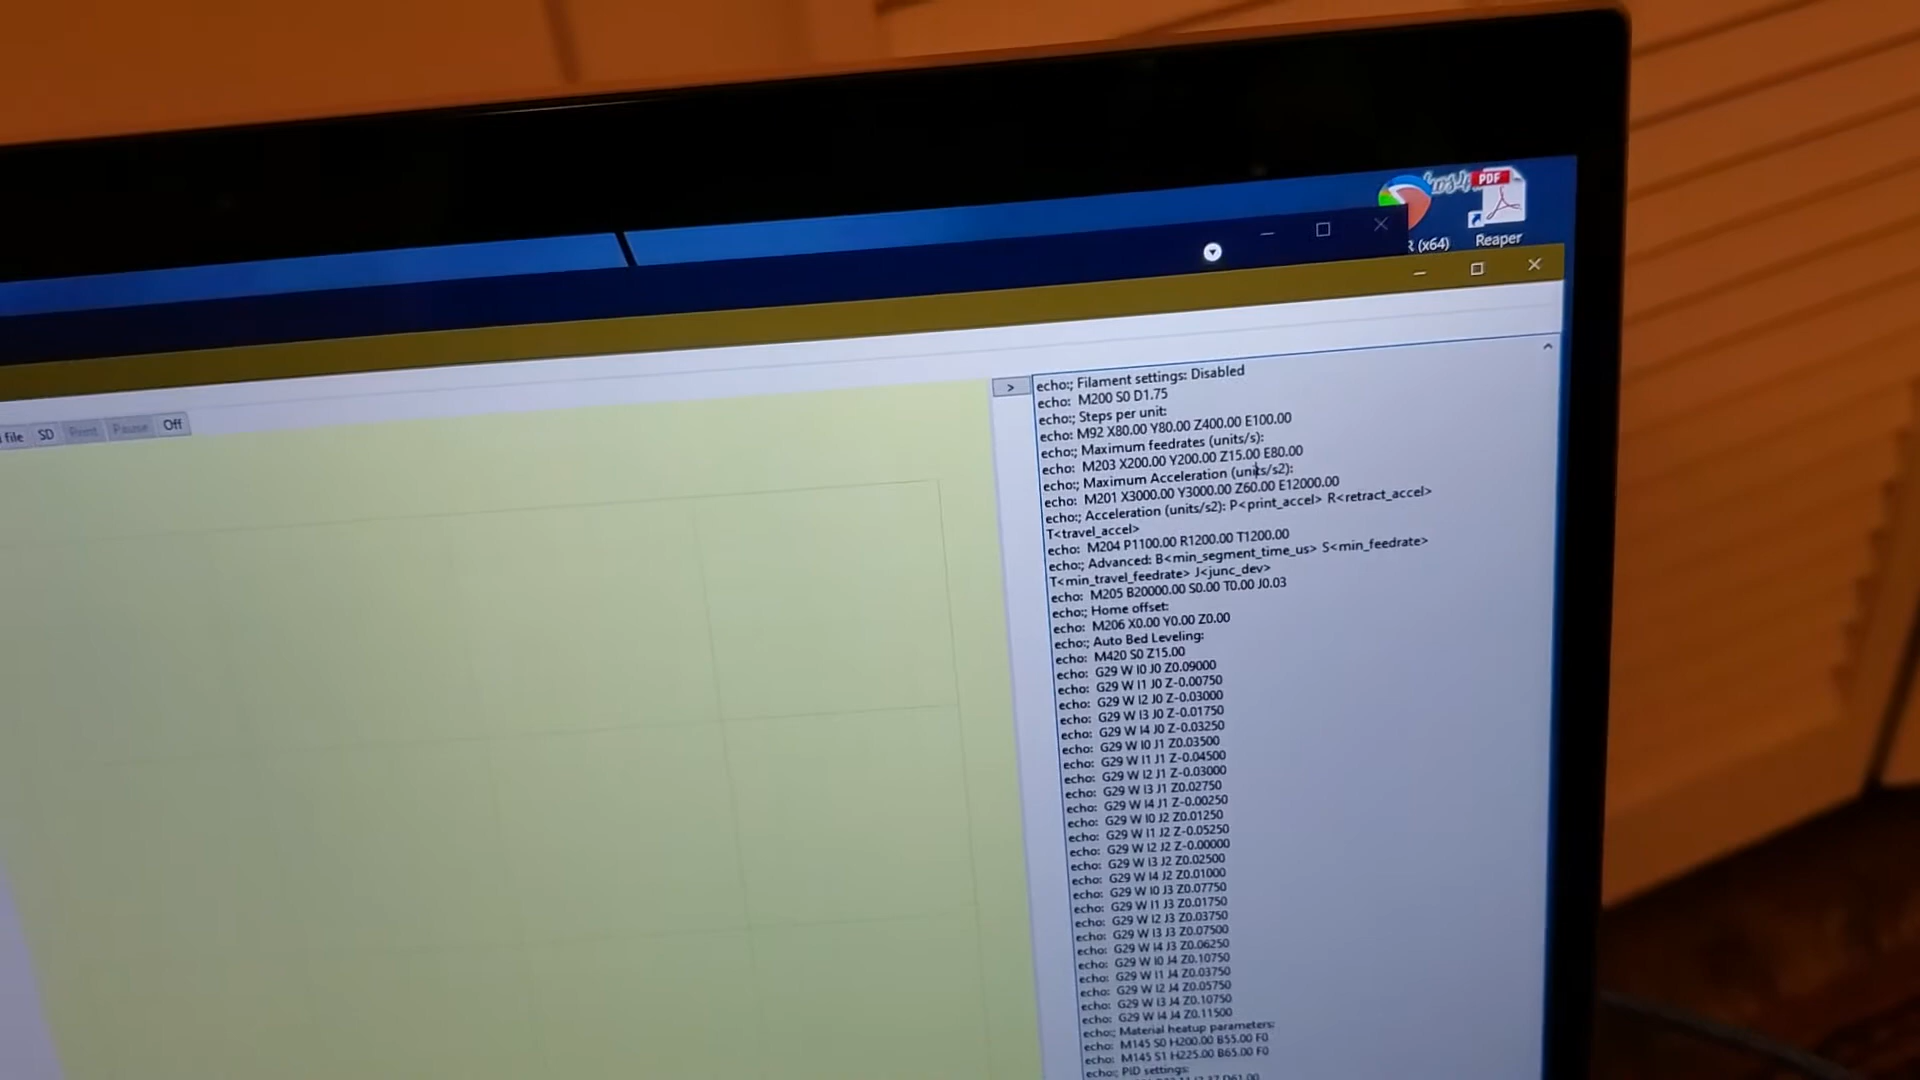 PDF
R (x64)
Reaper
file SD Print Pause Off
>
echo:; Filament settings: Disabled
echo:  M200 S0 D1.75
echo:; Steps per unit:
echo: M92 X80.00 Y80.00 Z400.00 E100.00
echo:; Maximum feedrates (units/s):
echo:  M203 X200.00 Y200.00 Z15.00 E80.00
echo:; Maximum Acceleration (units/s2):
echo:  M201 X3000.00 Y3000.00 Z60.00 E12000.00
echo:; Acceleration (units/s2): P<print_accel> R<retract_accel>
T<travel_accel>
echo:  M204 P1100.00 R1200.00 T1200.00
echo:; Advanced: B<min_segment_time_us> S<min_feedrate>
T<min_travel_feedrate> J<junc_dev>
echo:  M205 B20000.00 S0.00 T0.00 J0.03
echo:; Home offset:
echo:  M206 X0.00 Y0.00 Z0.00
echo:; Auto Bed Leveling:
echo:  M420 S0 Z15.00
echo:  G29 W I0 J0 Z0.09000
echo:  G29 W I1 J0 Z-0.00750
echo:  G29 W I2 J0 Z-0.03000
echo:  G29 W I3 J0 Z-0.01750
echo:  G29 W I4 J0 Z-0.03250
echo:  G29 W I0 J1 Z0.03500
echo:  G29 W I1 J1 Z-0.04500
echo:  G29 W I2 J1 Z-0.03000
echo:  G29 W I3 J1 Z0.02750
echo:  G29 W I4 J1 Z-0.00250
echo:  G29 W I0 J2 Z0.01250
echo:  G29 W I1 J2 Z-0.05250
echo:  G29 W I2 J2 Z-0.00000
echo:  G29 W I3 J2 Z0.02500
echo:  G29 W I4 J2 Z0.01000
echo:  G29 W I0 J3 Z0.07750
echo:  G29 W I1 J3 Z0.01750
echo:  G29 W I2 J3 Z0.03750
echo:  G29 W I3 J3 Z0.07500
echo:  G29 W I4 J3 Z0.06250
echo:  G29 W I0 J4 Z0.10750
echo:  G29 W I1 J4 Z0.03750
echo:  G29 W I2 J4 Z0.05750
echo:  G29 W I3 J4 Z0.10750
echo:  G29 W I4 J4 Z0.11500
echo:; Material heatup parameters:
echo:  M145 S0 H200.00 B55.00 F0
echo:  M145 S1 H225.00 B65.00 F0
echo:; PID settings: